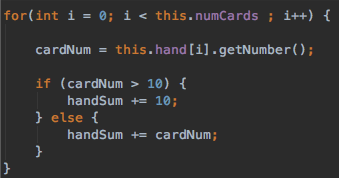 for(int i = 0; i < this.numCards ; i++) {
cardNum = this.hand[i].getNumber();
if (cardNum > 10) {
handSum += 10;
} else {
handSum += cardNum;
}
}